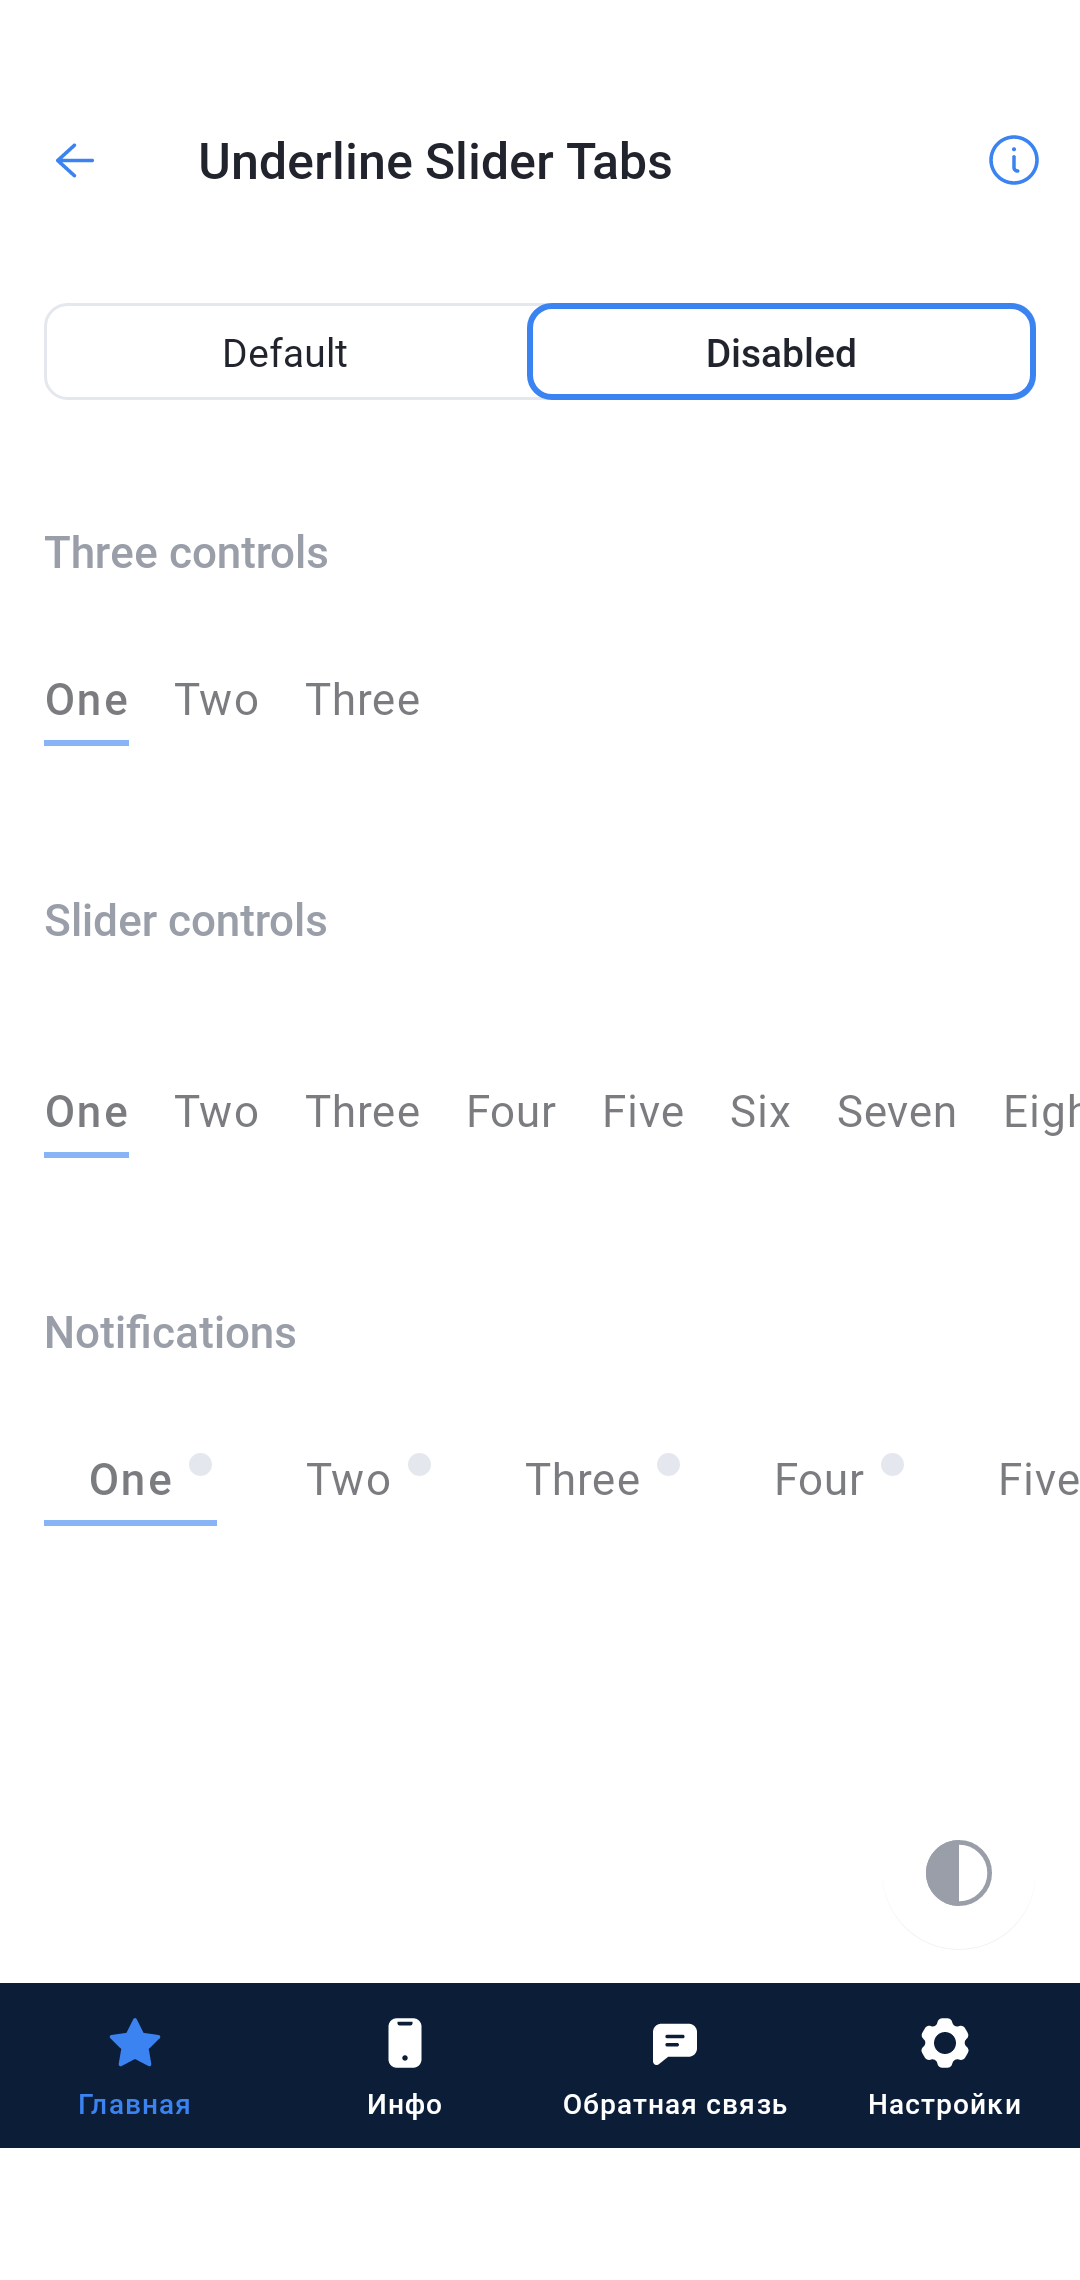 Underline Slider Tabs
Default Disabled
Three controls
One Two Three
Slider controls
One Two Three Four Five Six Seven Eigh
Notifications
One Two Three Four Five
Главная Инфо Обратная связь Настройки